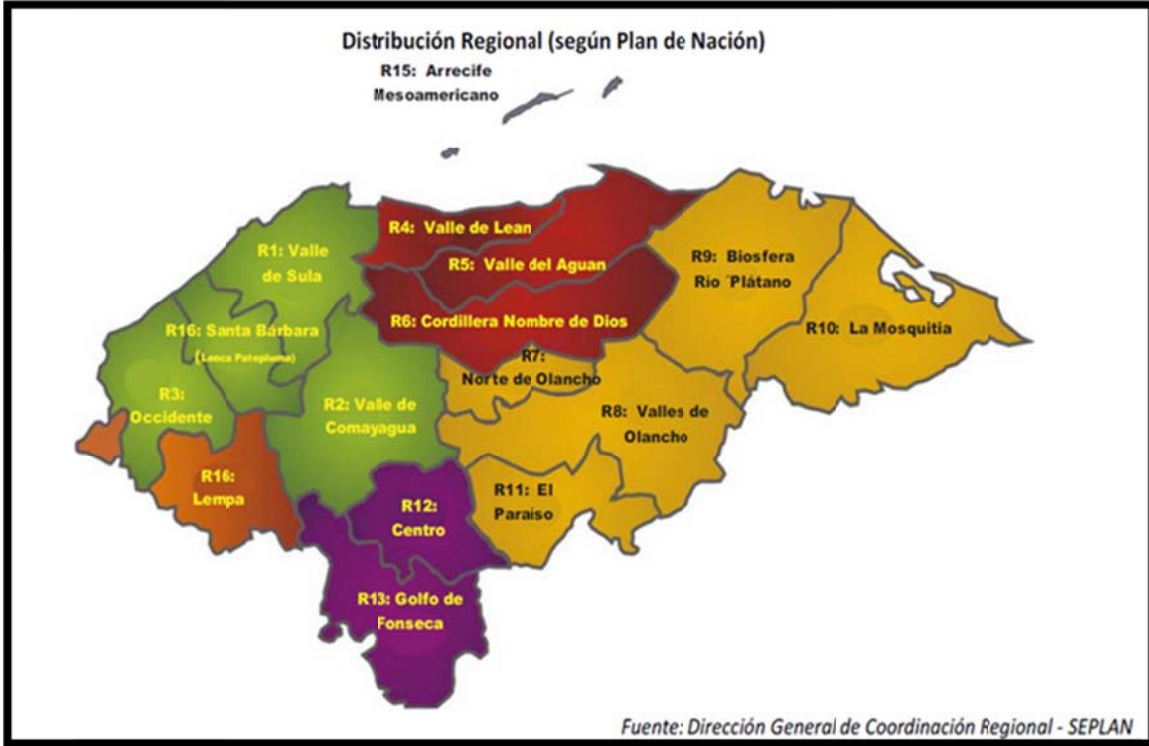 Distribución Regional (según Plan de Nación)
R15: Arrecife
Mesoamericano
R4: Valle de Lean
R1: Valle
de Sula
R5: Valle del Aguan
R9: Biosfera
Río ´Plátano
R6: Cordillera Nombre de Dios
R10: La Mosquitia
R16: Santa Bárbara
(Lenca Patepluma)
R7:
Norte de Olancho
R3:
Occidente
R2: Valle de
Comayagua
R8: Valles de
Olancho
R16:
Lempa
R11: El
Paraíso
R12:
Centro
R13: Golfo de
Fonseca
Fuente: Dirección General de Coordinación Regional - SEPLAN